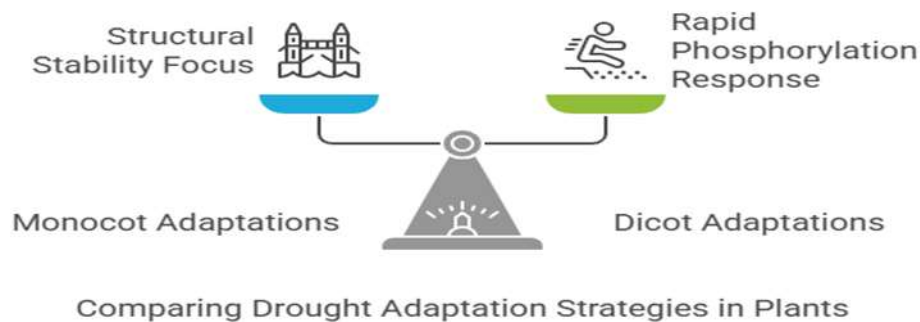 Structural
Stability Focus
Rapid
Phosphorylation
Response
Monocot Adaptations
Dicot Adaptations
Comparing Drought Adaptation Strategies in Plants